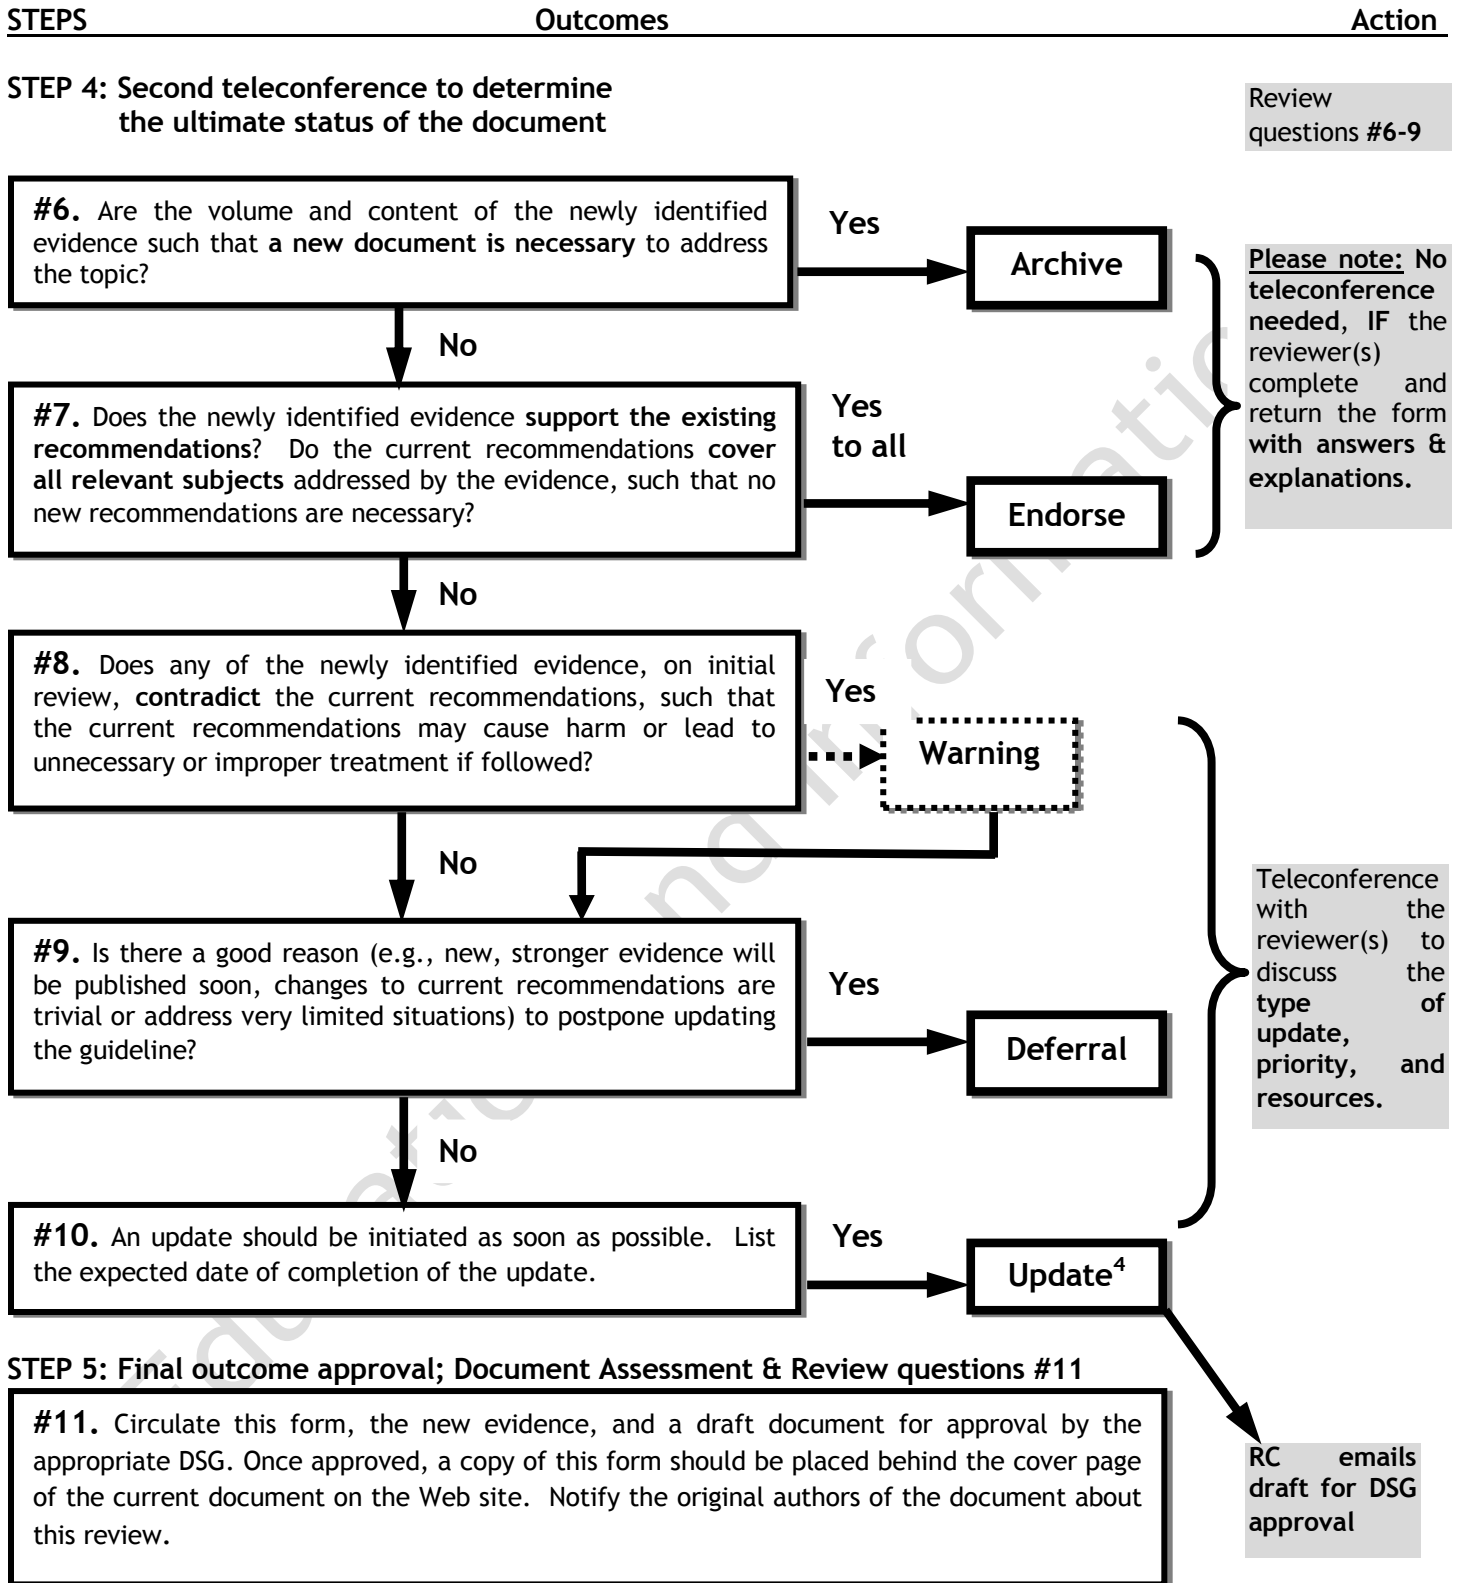 STEPS Outcomes Action
STEP 4: Second teleconference to determine
the ultimate status of the document
Review
questions #6-9
#6. Are the volume and content of the newly identified
evidence such that a new document is necessary to address
the topic?
Yes
Archive
No
Please note: No
teleconference
needed, IF the
reviewer(s)
complete and
return the form
with answers &
explanations.
#7. Does the newly identified evidence support the existing
recommendations? Do the current recommendations cover
all relevant subjects addressed by the evidence, such that no
new recommendations are necessary?
Yes
to all
Endorse
No
#8. Does any of the newly identified evidence, on initial
review, contradict the current recommendations, such that
the current recommendations may cause harm or lead to
unnecessary or improper treatment if followed?
Yes
Warning
No
Teleconference
with the
reviewer(s) to
discuss the
type of
update,
priority, and
resources.
#9. Is there a good reason (e.g., new, stronger evidence will
be published soon, changes to current recommendations are
trivial or address very limited situations) to postpone updating
the guideline?
Yes
Deferral
No
#10. An update should be initiated as soon as possible. List
the expected date of completion of the update.
Yes
Update4
STEP 5: Final outcome approval; Document Assessment & Review questions #11
#11. Circulate this form, the new evidence, and a draft document for approval by the
appropriate DSG. Once approved, a copy of this form should be placed behind the cover page
of the current document on the Web site. Notify the original authors of the document about
this review.
RC emails
draft for DSG
approval